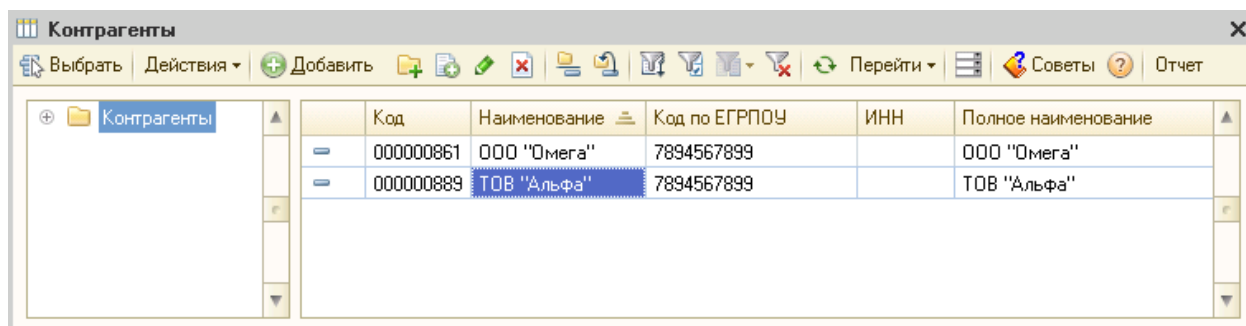 Контрагенты
Выбрать Действия Добавить Перейти Советы Отчет
Контрагенты Код Наименование Код по ЕГРПОУ ИНН Полное наименование
000000861 ООО "Омега" 7894567899 ООО "Омега"
000000889 ТОВ "Альфа" 7894567899 ТОВ "Альфа"